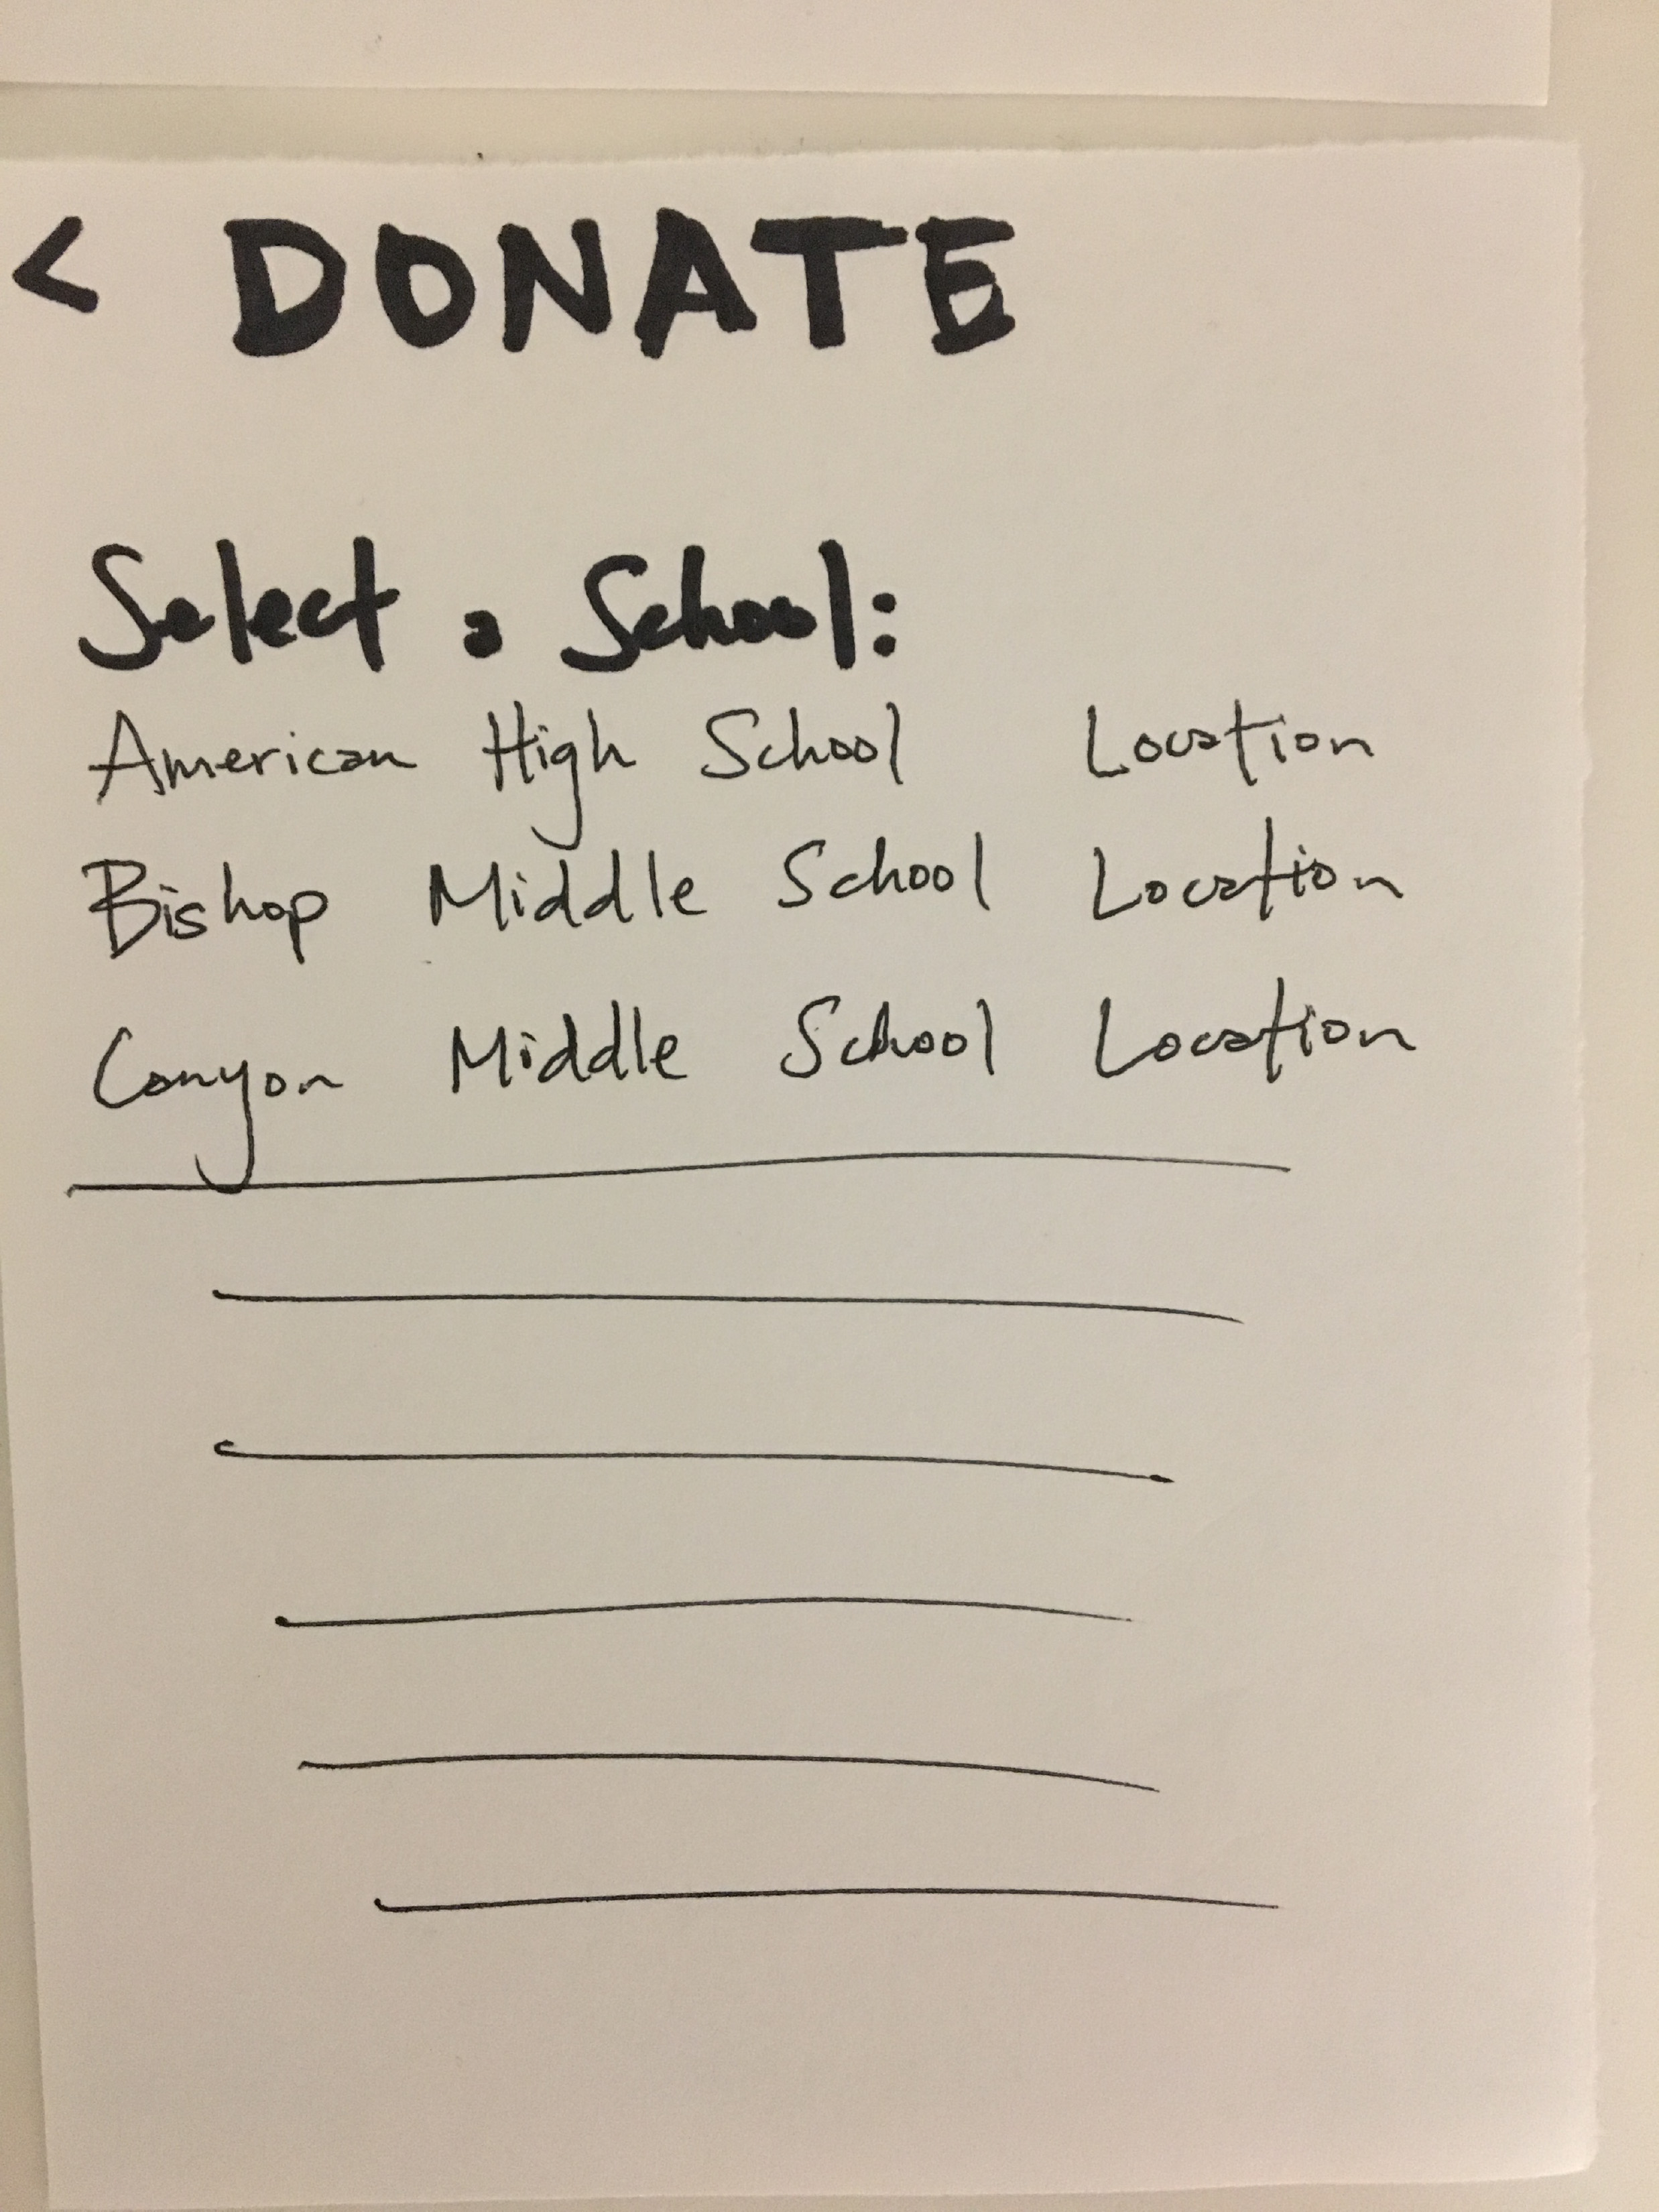 < DONATE
Select a School:
American High School Location
Bishop Middle School Location
Canyon Middle School Location